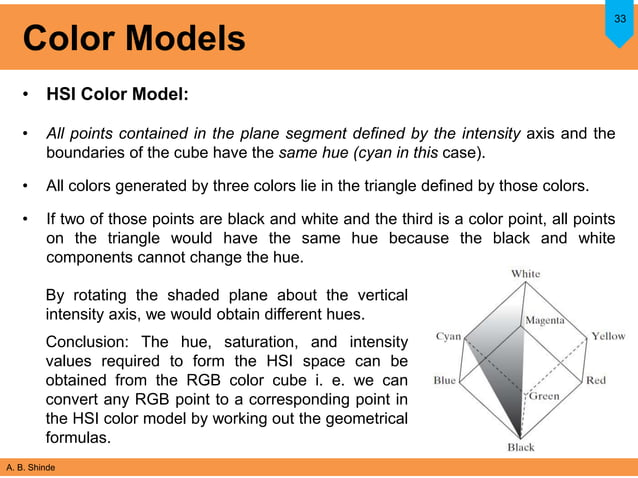 33
Color Models
• HSI Color Model:
• All points contained in the plane segment defined by the intensity axis and the
boundaries of the cube have the same hue (cyan in this case).
• All colors generated by three colors lie in the triangle defined by those colors.
• If two of those points are black and white and the third is a color point, all points
on the triangle would have the same hue because the black and white
components cannot change the hue.
By rotating the shaded plane about the vertical
intensity axis, we would obtain different hues.
Conclusion: The hue, saturation, and intensity
values required to form the HSI space can be
obtained from the RGB color cube i. e. we can
convert any RGB point to a corresponding point in
the HSI color model by working out the geometrical
formulas.
White
Magenta
Cyan
Yellow
Blue
Red
Green
Black
A. B. Shinde